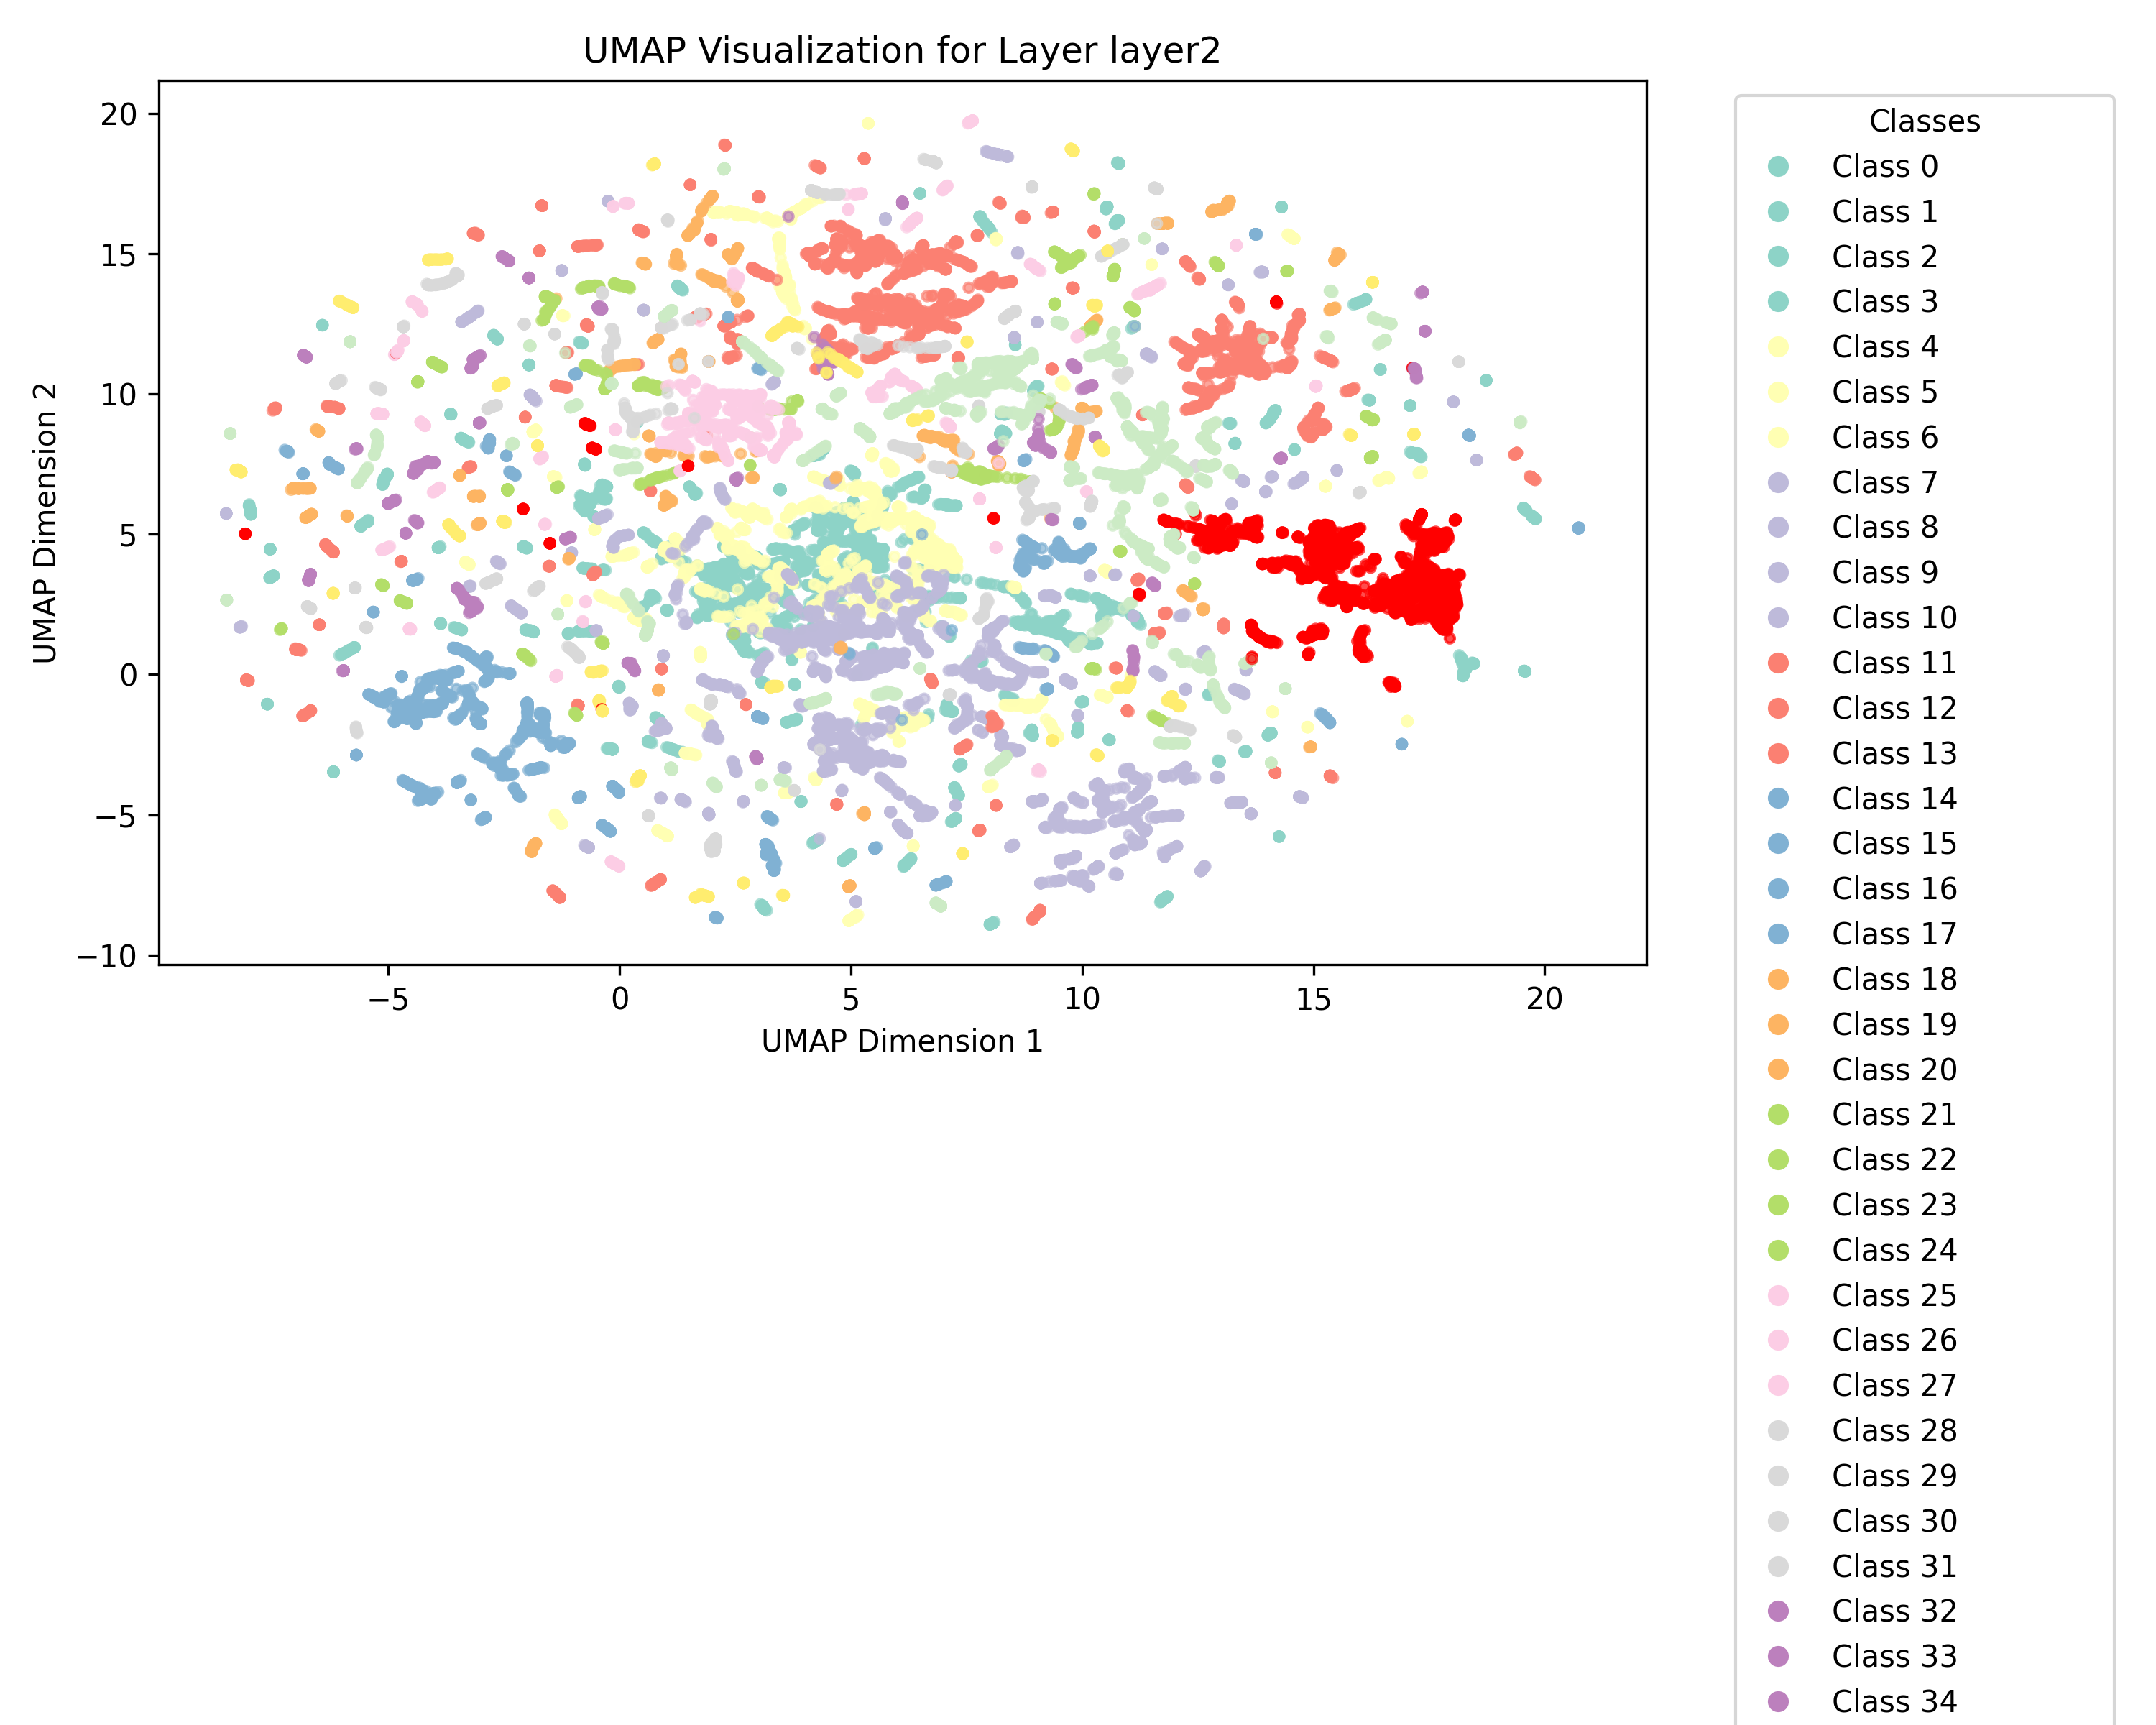 UMAP Visualization for Layer layer2
20
15
10
5
0
−5
−10
UMAP Dimension 2
−5 0 5 10 15 20
UMAP Dimension 1
Classes
Class 0
Class 1
Class 2
Class 3
Class 4
Class 5
Class 6
Class 7
Class 8
Class 9
Class 10
Class 11
Class 12
Class 13
Class 14
Class 15
Class 16
Class 17
Class 18
Class 19
Class 20
Class 21
Class 22
Class 23
Class 24
Class 25
Class 26
Class 27
Class 28
Class 29
Class 30
Class 31
Class 32
Class 33
Class 34